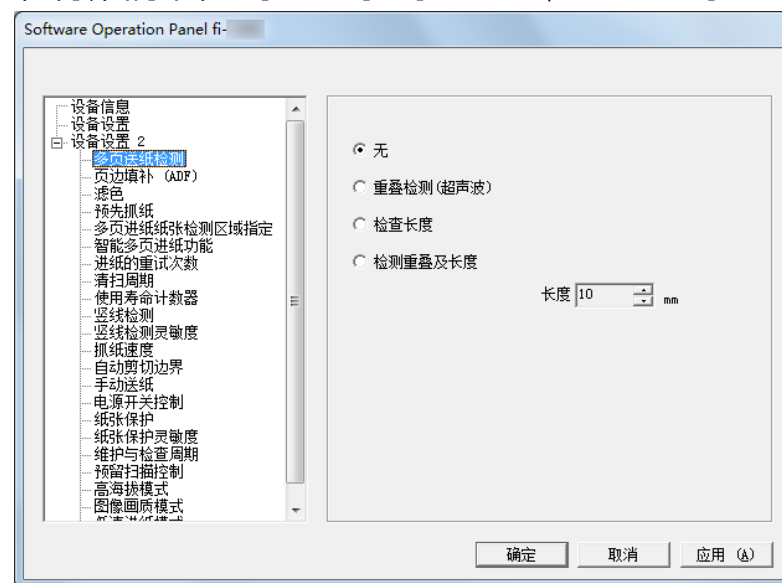 Software Operation Panel fi-
设备信息
设备设置
设备设置 2
多页送纸检测
页边填补 (ADF)
滤色
预先抓纸
多页进纸纸张检测区域指定
智能多页进纸功能
进纸的重试次数
清扫周期
使用寿命计数器
竖线检测
竖线检测灵敏度
抓纸速度
自动剪切边界
手动送纸
电源开关控制
纸张保护
纸张保护灵敏度
维护与检查周期
预留扫描控制
高海拔模式
图像画质模式
无
重叠检测(超声波)
检查长度
检测重叠及长度
长度 10 mm
确定 取消 应用 (A)